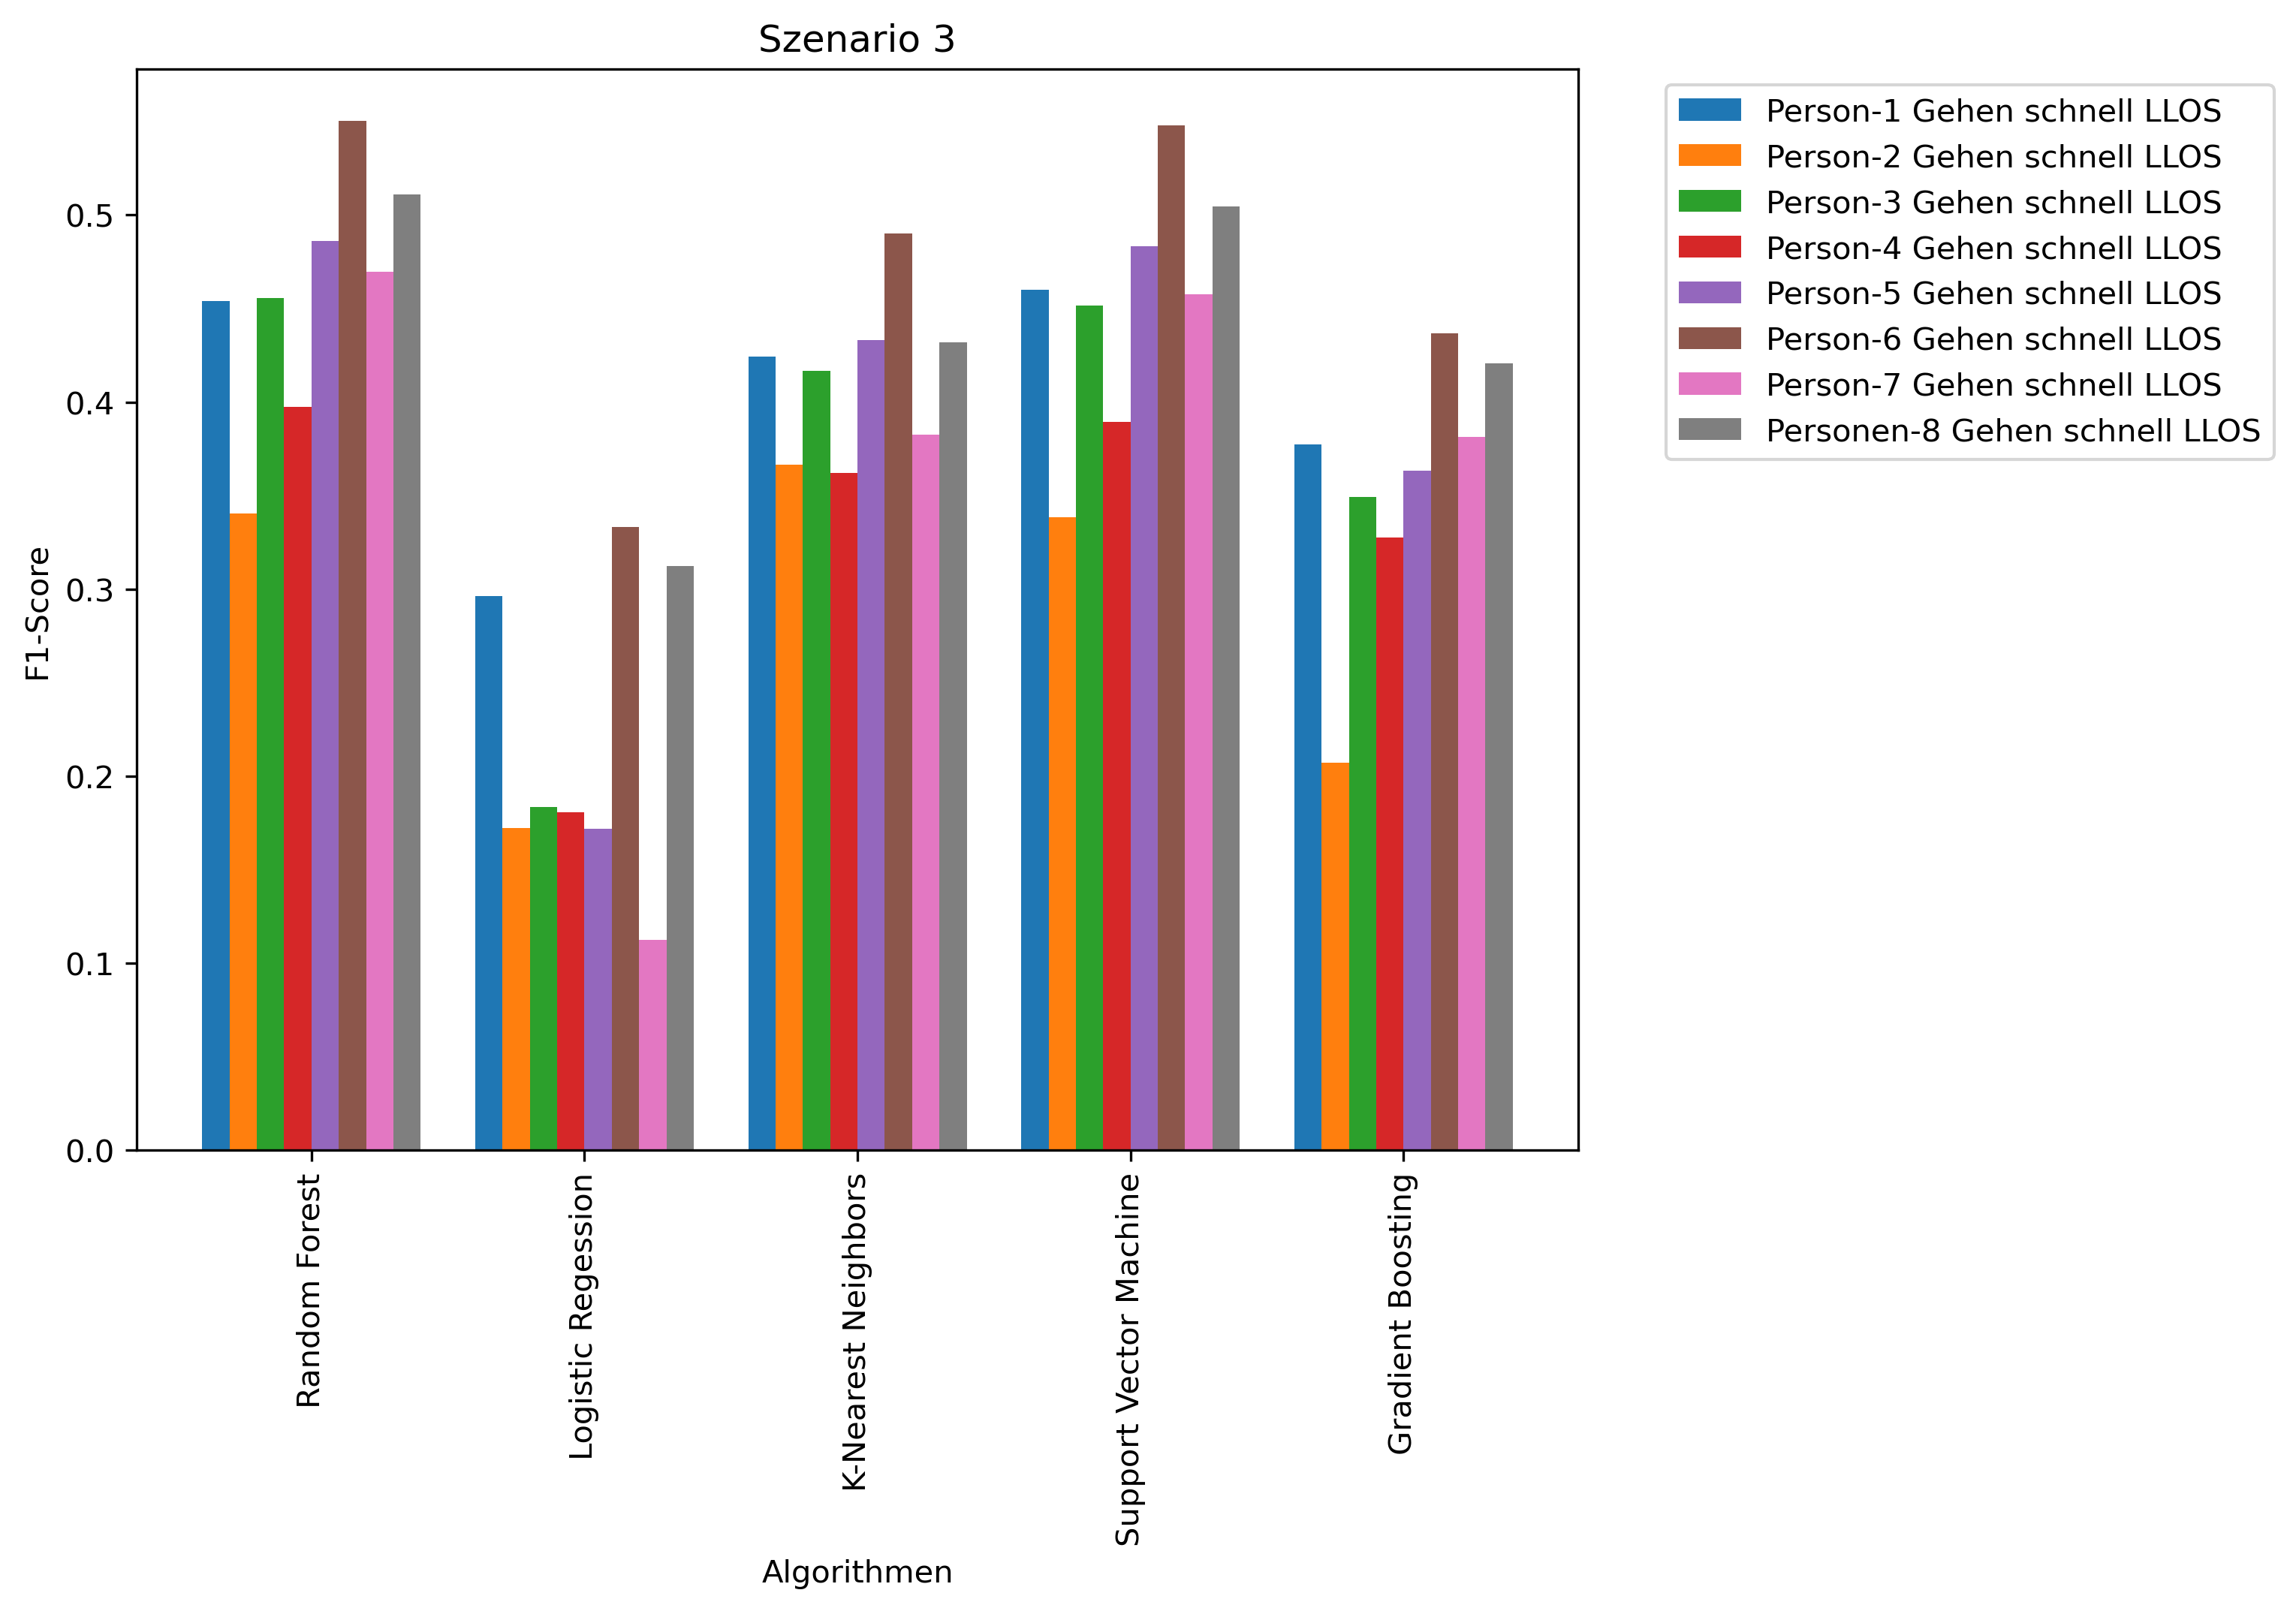 Szenario 3
F1-Score
0.5
0.4
0.3
0.2
0.1
0.0
Random Forest
Logistic Regession
K-Nearest Neighbors
Support Vector Machine
Gradient Boosting
Algorithmen
Person-1 Gehen schnell LLOS
Person-2 Gehen schnell LLOS
Person-3 Gehen schnell LLOS
Person-4 Gehen schnell LLOS
Person-5 Gehen schnell LLOS
Person-6 Gehen schnell LLOS
Person-7 Gehen schnell LLOS
Personen-8 Gehen schnell LLOS